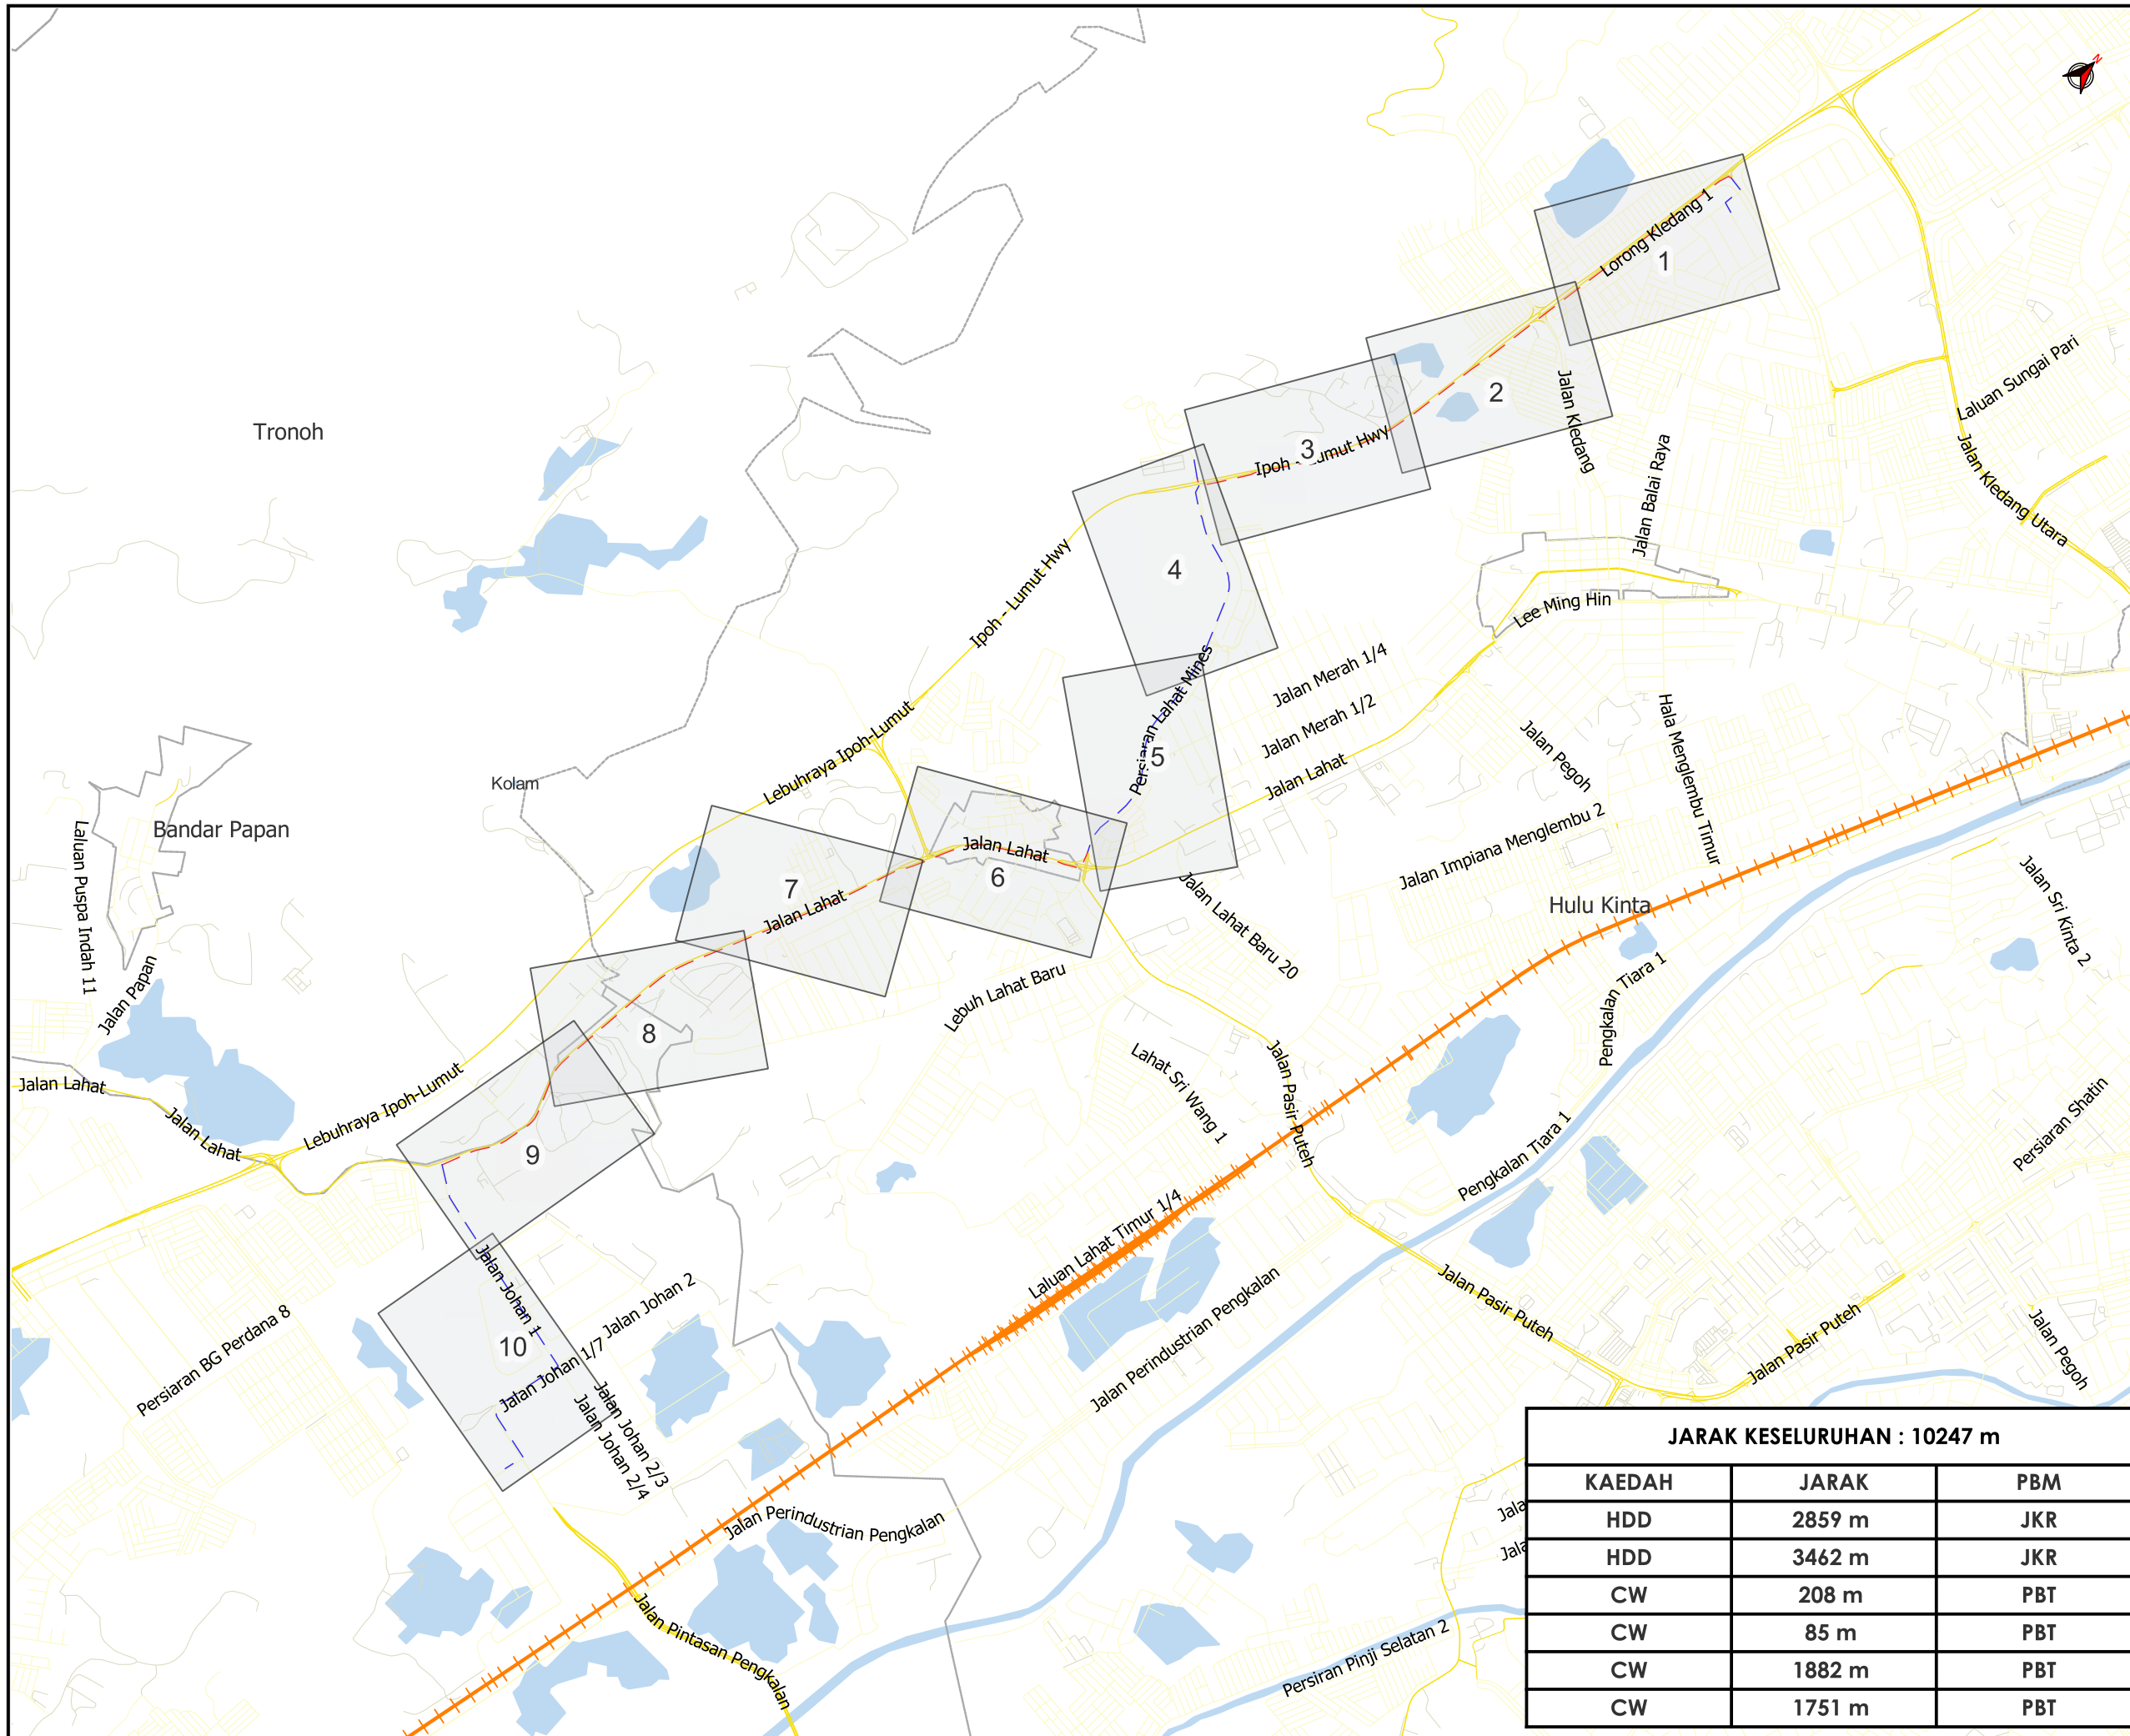 N
Lorong Kledang 1
1
Laluan Sungai Pari
2
Jalan Kledang
Tronoh
3
Ipoh - Lumut Hwy
Jalan Balai Raya
Jalan Kledang Utara
4
Ipoh - Lumut Hwy
Lee Ming Hin
Jalan Merah 1/4
Persiaran Lahat Mines
Jalan Merah 1/2
5
Jalan Pegoh
Hala Menglembu Timur
Lebuhraya Ipoh-Lumut
Jalan Lahat
Kolam
Bandar Papan
Laluan Puspa Indah 11
Jalan Lahat
6
Jalan Impiana Menglembu 2
7
Jalan Lahat
Hulu Kinta
Jalan Sri Kinta 2
Jalan Lahat Baru 20
Jalan Papan
Lebuh Lahat Baru
Pengkalan Tiara 1
8
Jalan Lahat
Jalan Lahat
Lebuhraya Ipoh-Lumut
Lahat Sri Wang 1
Jalan Pasir Puteh
Persiaran Shatin
9
Pengkalan Tiara 1
Laluan Lahat Timur 1/4
Jalan Johan 1
Jalan Johan 2
10
Jalan Johan 1/7
Persiaran BG Perdana 8
Jalan Perindustrian Pengkalan
Jalan Pasir Puteh
Jalan Pasir Puteh
Jalan Pegoh
Jalan Johan 2/3
Jalan Johan 2/4
Jalan Perindustrian Pengkalan
Jalan Pintasan Pengkalan
Persiran Pinji Selatan 2
JARAK KESELURUHAN : 10247 m
KAEDAH JARAK PBM
HDD 2859 m JKR
HDD 3462 m JKR
CW 208 m PBT
CW 85 m PBT
CW 1882 m PBT
CW 1751 m PBT